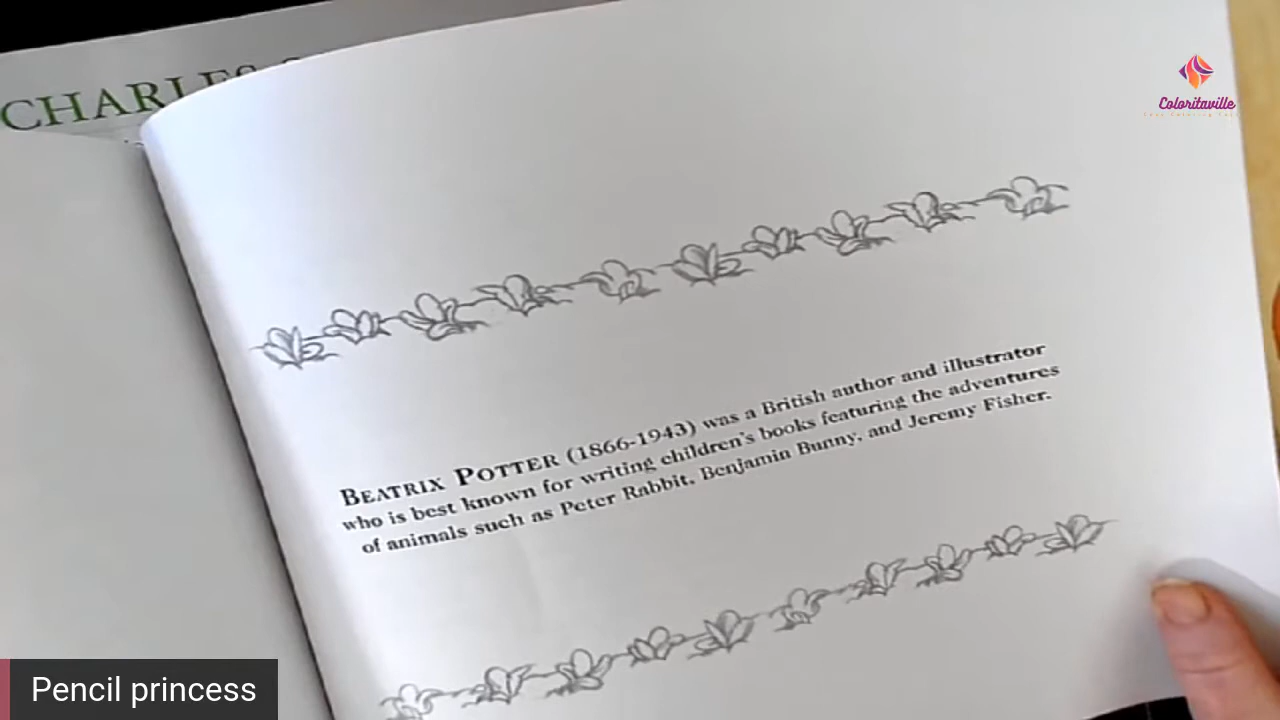 CHARLES
Coloritaville
BEATRIX POTTER (1866-1943) was a British author and illustrator
who is best known for writing children's books featuring the adventures
of animals such as Peter Rabbit, Benjamin Bunny, and Jeremy Fisher.
Pencil princess